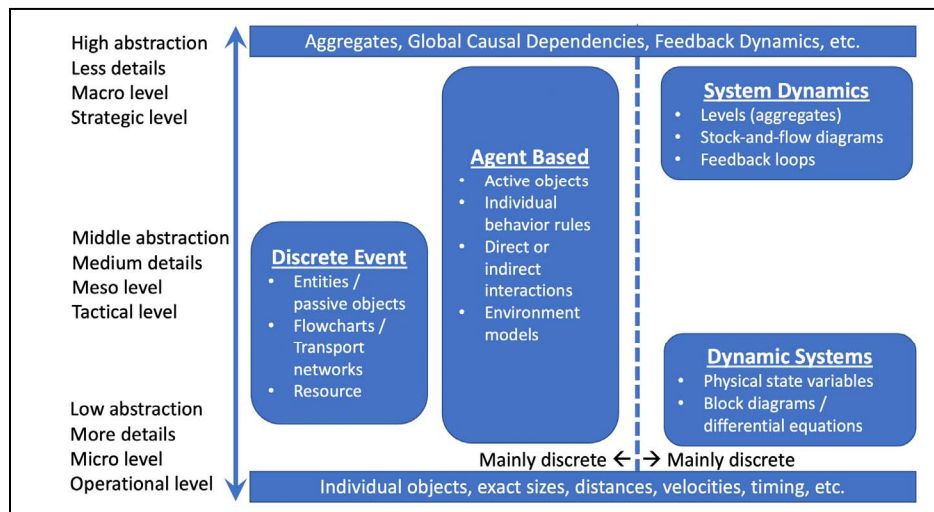 High abstraction
Less details
Macro level
Strategic level
Middle abstraction
Medium details
Meso level
Tactical level
Low abstraction
More details
Micro level
Operational level
Aggregates, Global Causal Dependencies, Feedback Dynamics, etc.
Discrete Event
• Entities /
passive objects
• Flowcharts /
Transport
networks
• Resource
Agent Based
• Active objects
• Individual
behavior rules
• Direct or
indirect
interactions
• Environment
models
System Dynamics
• Levels (aggregates)
• Stock-and-flow diagrams
• Feedback loops
Dynamic Systems
• Physical state variables
• Block diagrams /
differential equations
Mainly discrete ← → Mainly discrete
Individual objects, exact sizes, distances, velocities, timing, etc.